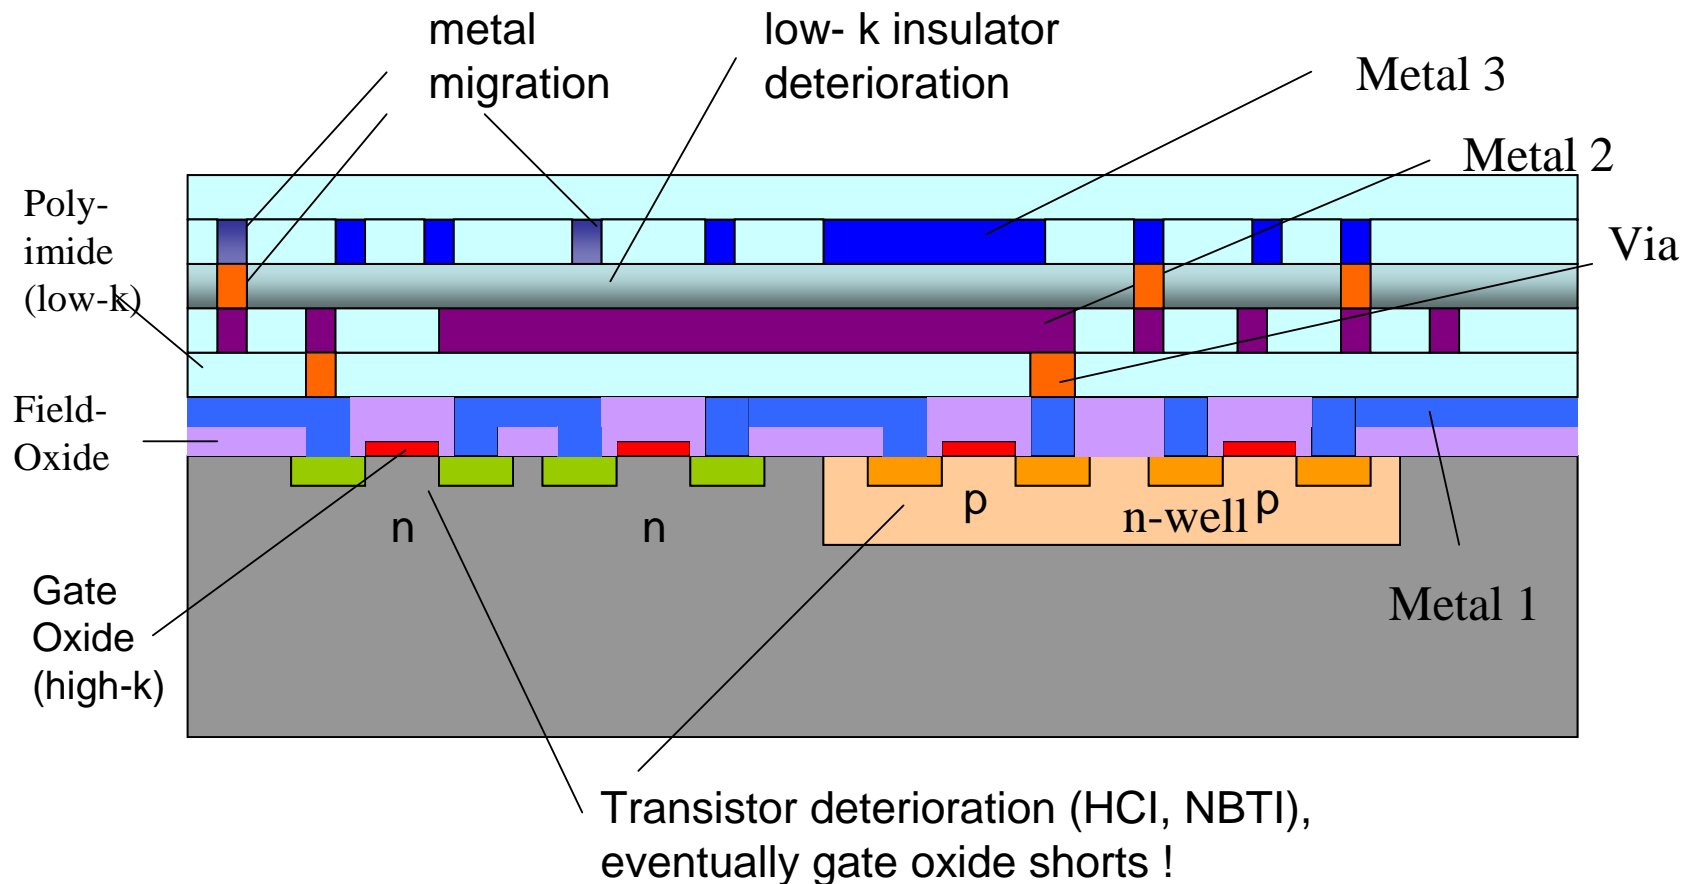 metal
migration
low- k insulator
deterioration
Metal 3
Metal 2
Via
Poly-
imide
(low-k)
Field-
Oxide
n
n
p
n-well
p
Gate
Oxide
(high-k)
Metal 1
Transistor deterioration (HCI, NBTI),
eventually gate oxide shorts !